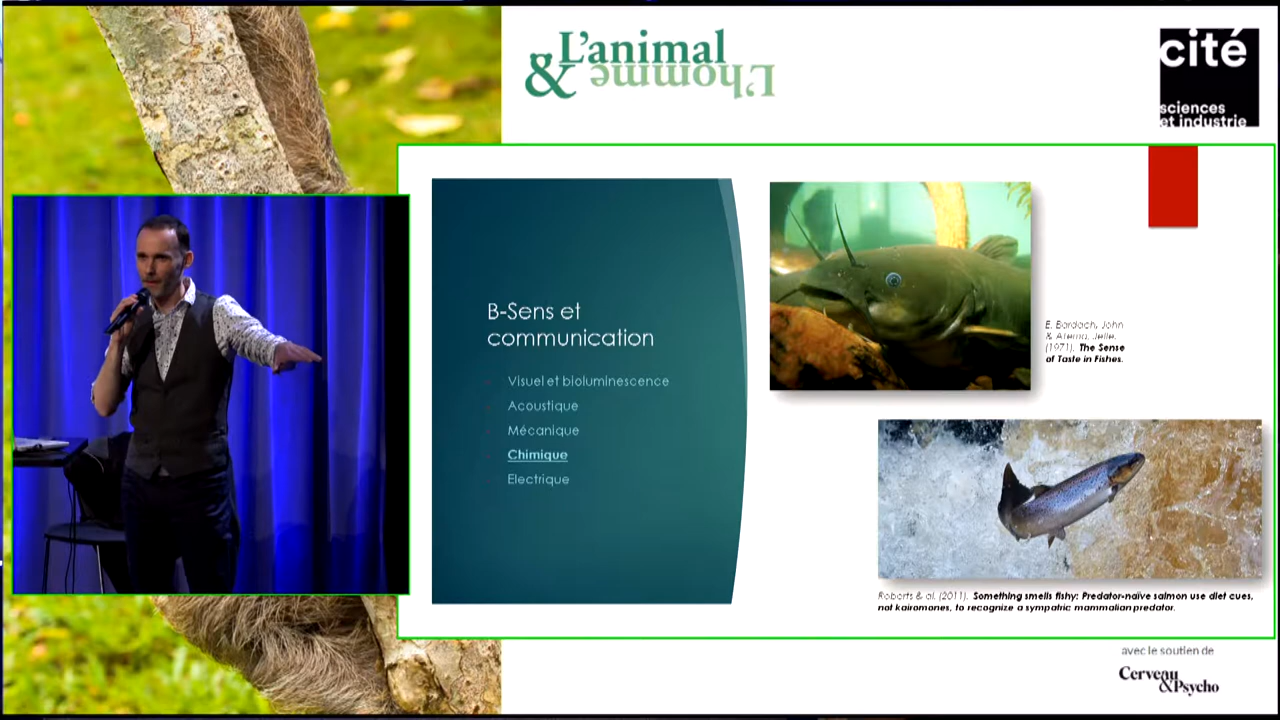 L'animal
& L'homme
cité
sciences
et industrie
B-Sens et
communication
Visuel et bioluminescence
Acoustique
Mécanique
Chimique
Electrique
E. Bardach, John
& Atema, Jelle.
(1971). The Sense
of Taste in Fishes.
Roberts & al. (2011). Something smells fishy: Predator-naïve salmon use diet cues,
not kairomones, to recognize a sympatric mammalian predator.
avec le soutien de
Cerveau
&Psycho